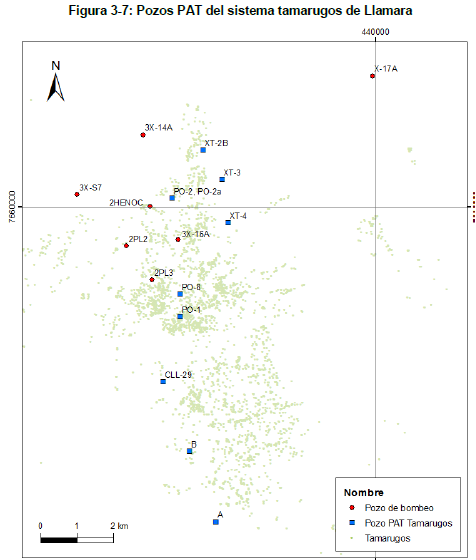 Figura 3-7: Pozos PAT del sistema tamarugos de Llamara
440000
N
X-17A
3X-14A
XT-2B
XT-3
3X-S7
PO-2, PO-2a
2HENOC
7660000
XT-4
3X-16A
2PL2
2PL3
PO-8
PO-1
CLL-29
B
A
Nombre
Pozo de bombeo
Pozo PAT Tamarugos
Tamarugos
0 1 2 km